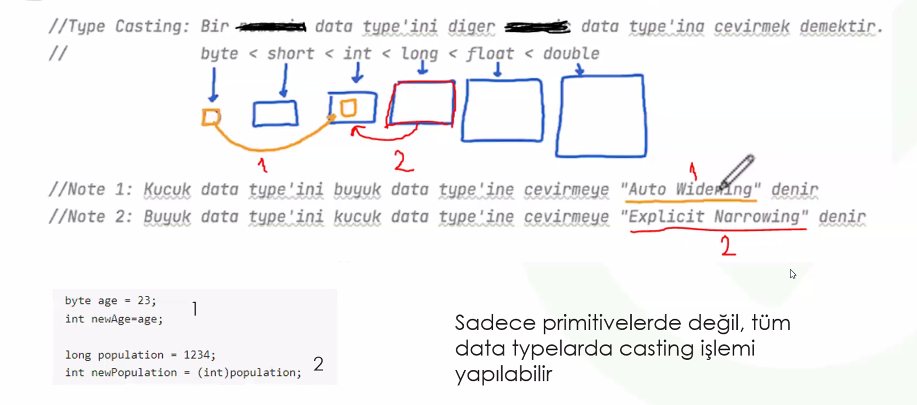 //Type Casting: Bir data type'ini diger data type'ina cevirmek demektir.
// byte < short < int < long < float < double
1
2
1
//Note 1: Kucuk data type'ini buyuk data type'ine cevirmeye "Auto Widening" denir
//Note 2: Buyuk data type'ini kucuk data type'ine cevirmeye "Explicit Narrowing" denir
2
byte age = 23;
int newAge=age;
1
long population = 1234;
int newPopulation = (int)population;
2
Sadece primitivelerde değil, tüm
data typelarda casting işlemi
yapılabilir